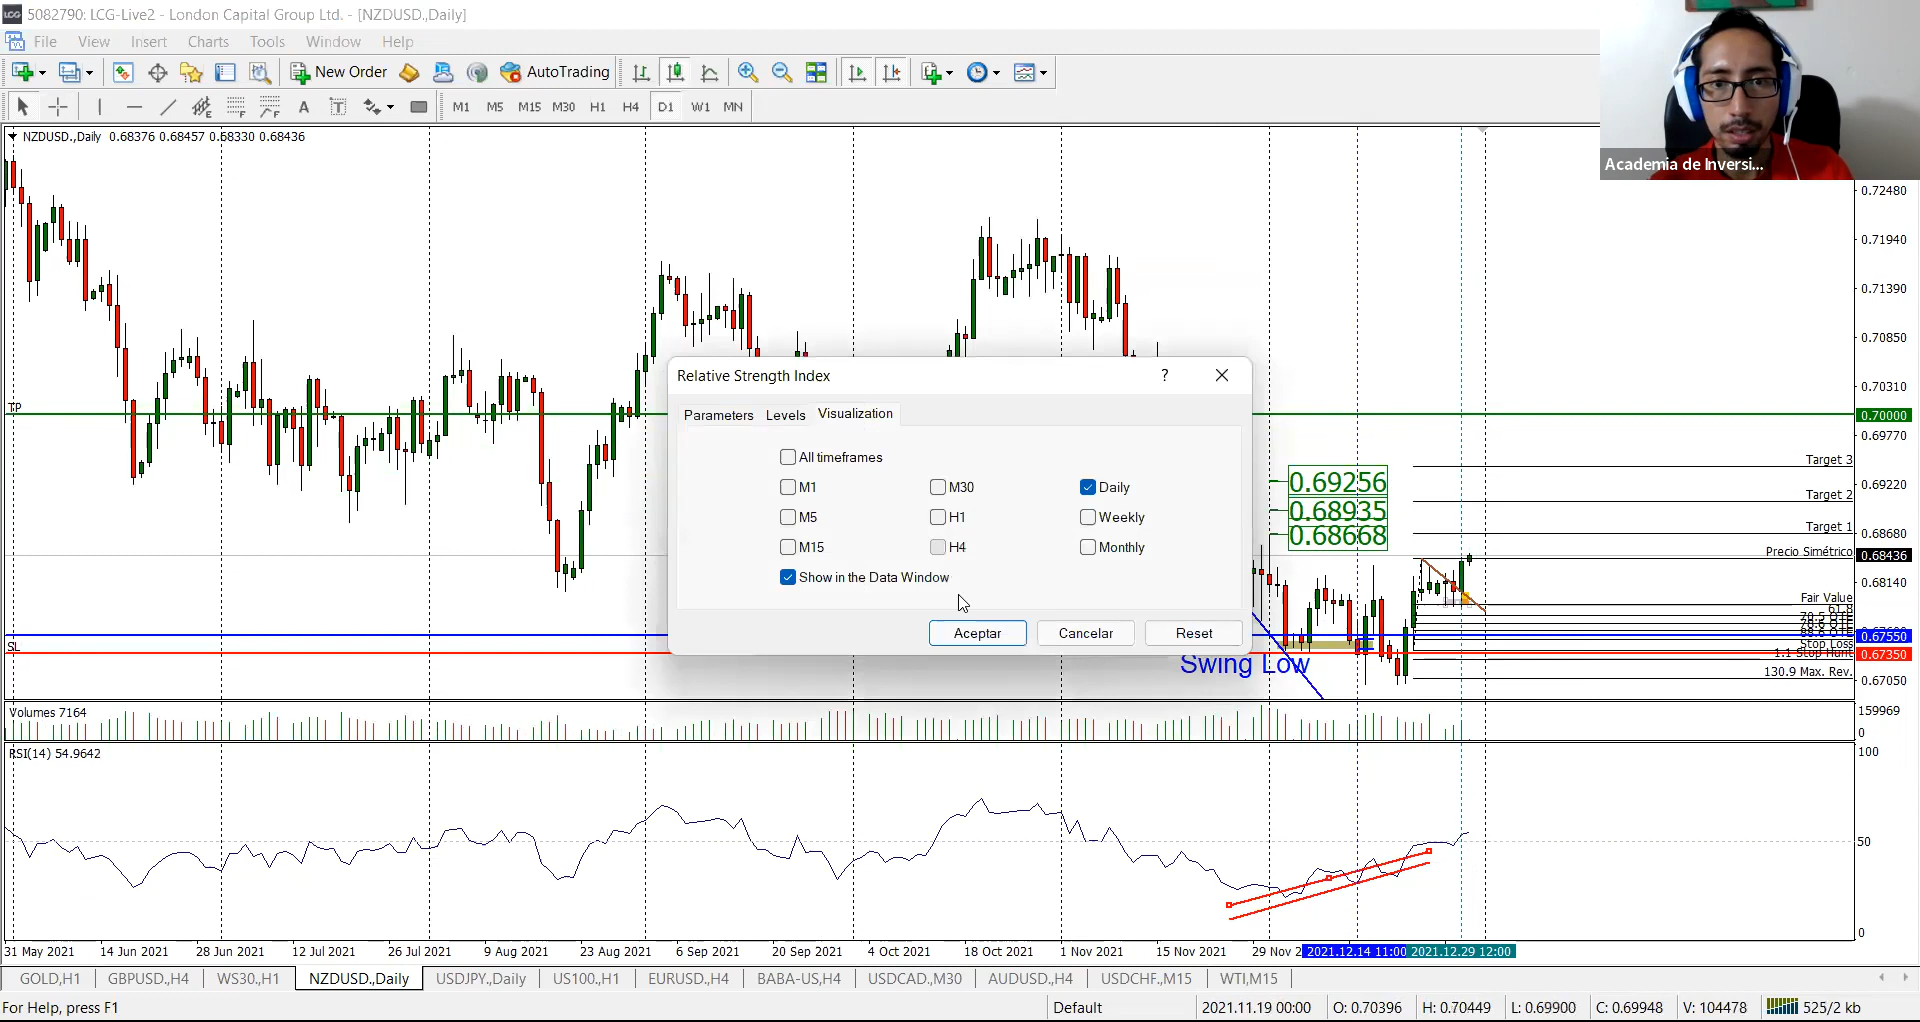 5082790: LCG-Live2 - London Capital Group Ltd. - [NZDUSD.,Daily]
File View Insert Charts Tools Window Help
New Order AutoTrading
M1 M5 M15 M30 H1 H4 D1 W1 MN
NZDUSD.,Daily 0.68376 0.68457 0.68330 0.68436
Academia de Inversi...
0.72480
0.71940
0.71390
0.70850
0.70310
TP
0.70000
0.69770
0.69220
0.68680
0.68436
0.68140
0.67550
0.67350
0.67050
Relative Strength Index
Parameters Levels Visualization
All timeframes
M1 M30 Daily
M5 H1 Weekly
M15 H4 Monthly
Show in the Data Window
Aceptar Cancelar Reset
0.69256
0.68935
0.68668
Target 3
Target 2
Target 1
Precio Simétrico
Fair Value
61.8
Stop Loss
1.1 Stop Hunt
130.9 Max. Rev.
SL
Swing Low
Volumes 7164
159969
0
RSI(14) 54.9642
100
50
0
31 May 2021 14 Jun 2021 28 Jun 2021 12 Jul 2021 26 Jul 2021 9 Aug 2021 23 Aug 2021 6 Sep 2021 20 Sep 2021 4 Oct 2021 18 Oct 2021 1 Nov 2021 15 Nov 2021 29 Nov 2 2021.12.14 11:00 2021.12.29 12:00
GOLD,H1 GBPUSD.,H4 WS30.,H1 NZDUSD.,Daily USDJPY.,Daily US100.,H1 EURUSD.,H4 BABA-US,H4 USDCAD.,M30 AUDUSD.,H4 USDCHF.,M15 WTI,M15
For Help, press F1 Default 2021.11.19 00:00 O: 0.70396 H: 0.70449 L: 0.69900 C: 0.69948 V: 104478 525/2 kb